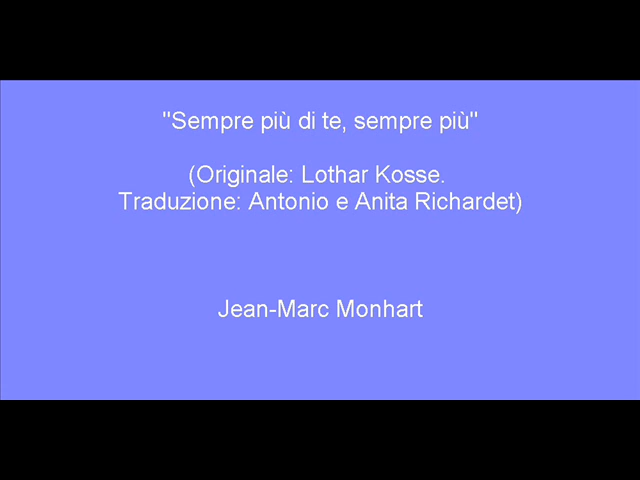 "Sempre più di te, sempre più"
(Originale: Lothar Kosse.
Traduzione: Antonio e Anita Richardet)
Jean-Marc Monhart